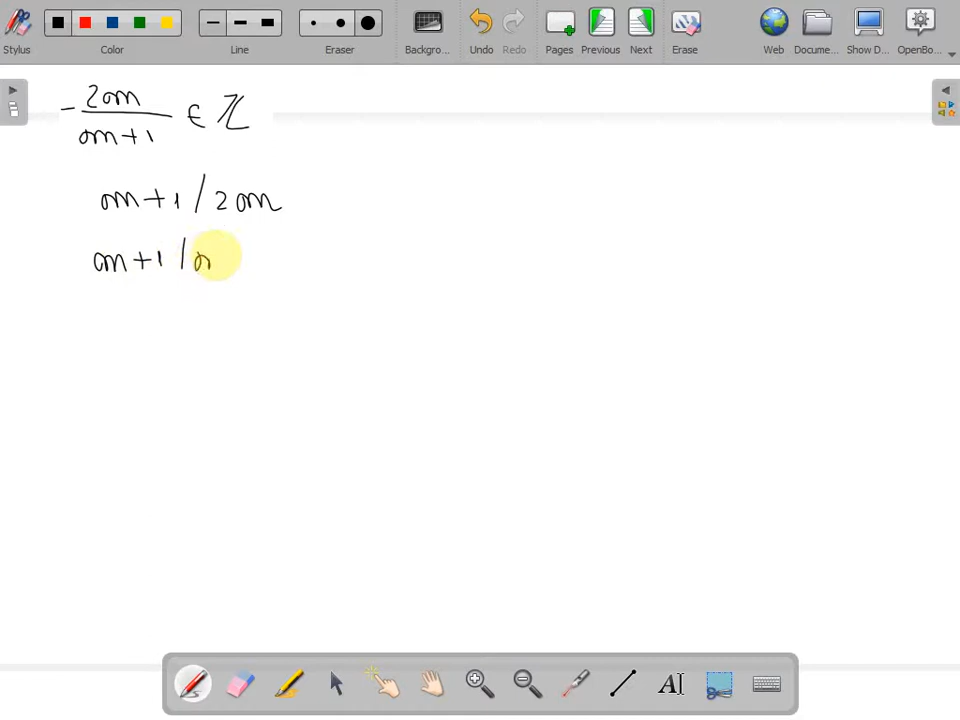 Stylus Color Line Eraser Backgro... Undo Redo Pages Previous Next Erase Web Docume... Show D... OpenBo...
- 2m / m+1 ∈ ℤ
m+1 / 2m
m+1 /